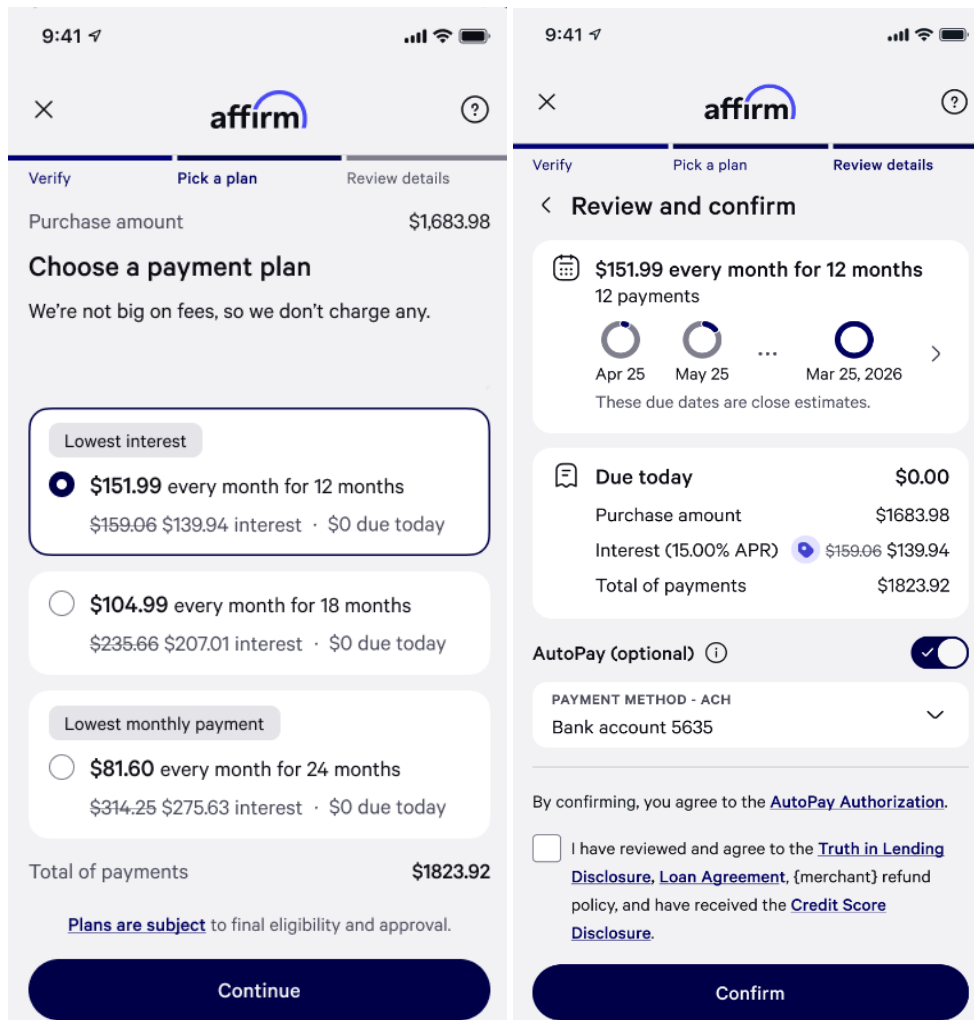 9:41
affirm
Verify
Pick a plan
Review details
Purchase amount $1,683.98
Choose a payment plan
We're not big on fees, so we don't charge any.
Lowest interest
$151.99 every month for 12 months
$159.06 $139.94 interest · $0 due today
$104.99 every month for 18 months
$235.66 $207.01 interest · $0 due today
Lowest monthly payment
$81.60 every month for 24 months
$314.25 $275.63 interest · $0 due today
Total of payments $1823.92
Plans are subject to final eligibility and approval.
Continue
9:41
affirm
Verify
Pick a plan
Review details
Review and confirm
$151.99 every month for 12 months
12 payments
Apr 25 May 25 ... Mar 25, 2026
These due dates are close estimates.
Due today $0.00
Purchase amount $1683.98
Interest (15.00% APR) $159.06 $139.94
Total of payments $1823.92
AutoPay (optional)
PAYMENT METHOD - ACH
Bank account 5635
By confirming, you agree to the AutoPay Authorization.
I have reviewed and agree to the Truth in Lending
Disclosure, Loan Agreement, {merchant} refund
policy, and have received the Credit Score
Disclosure.
Confirm